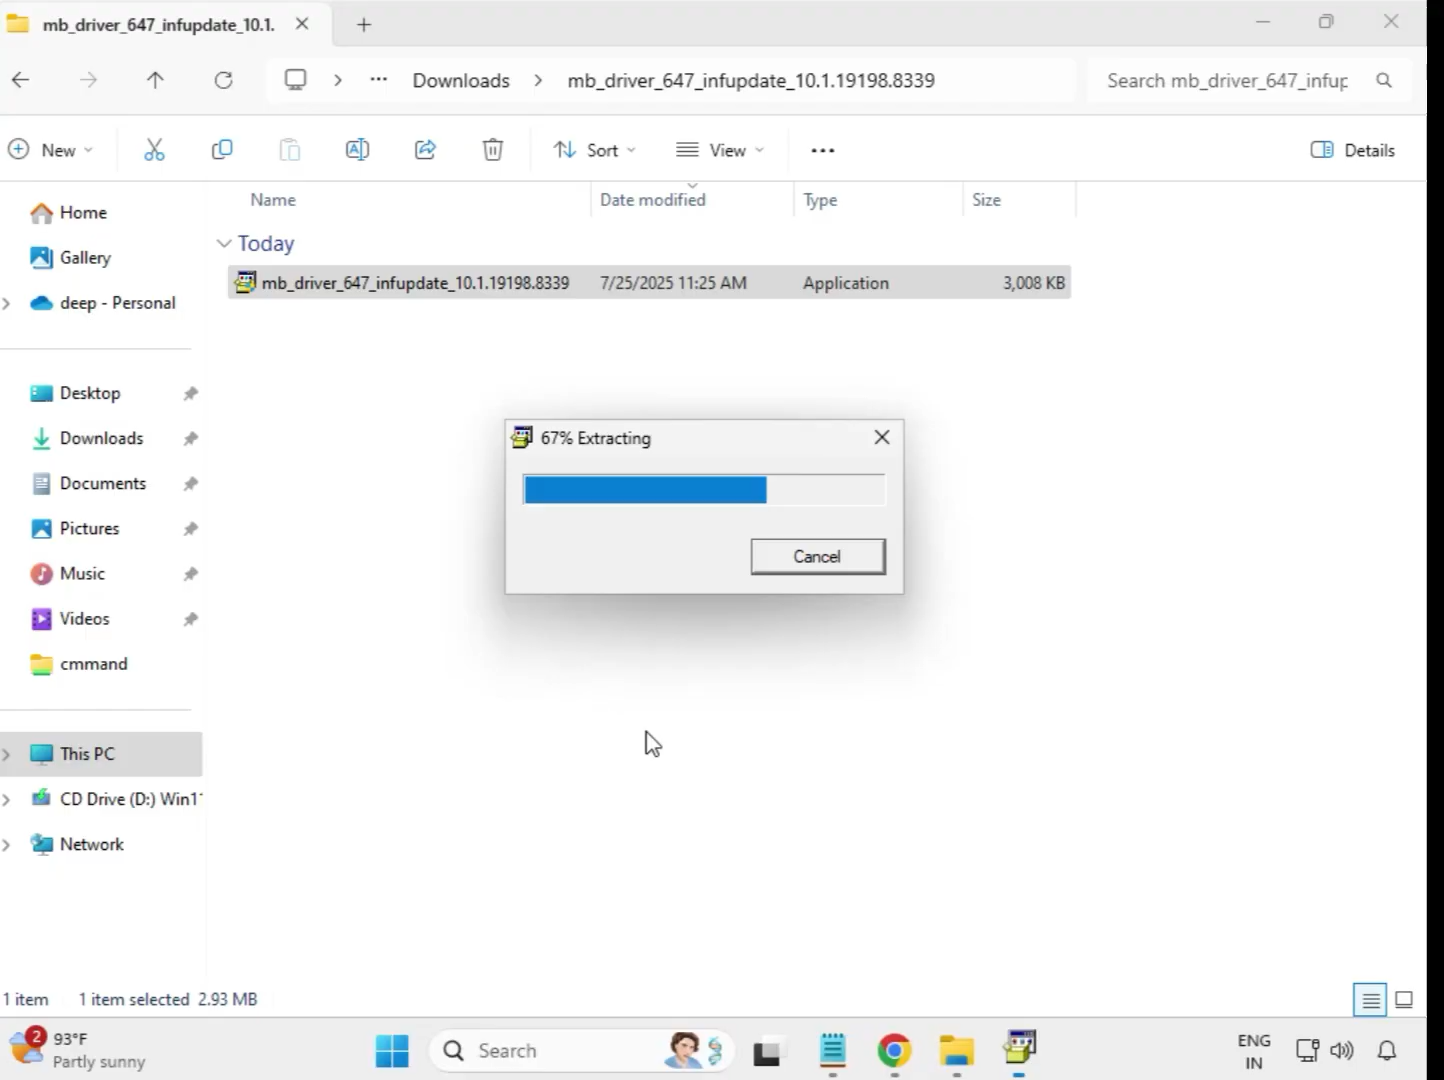 mb_driver_647_infupdate_10.1.
Downloads
mb_driver_647_infupdate_10.1.19198.8339
Search mb_driver_647_infup
New
Sort
View
Details
Name
Date modified
Type
Size
Today
mb_driver_647_infupdate_10.1.19198.8339 7/25/2025 11:25 AM Application 3,008 KB
Home
Gallery
deep - Personal
Desktop
Downloads
Documents
Pictures
Music
Videos
cmmand
This PC
CD Drive (D:) Win11
Network
67% Extracting
Cancel
1 item 1 item selected 2.93 MB
2
93°F
Partly sunny
Search
ENG
IN